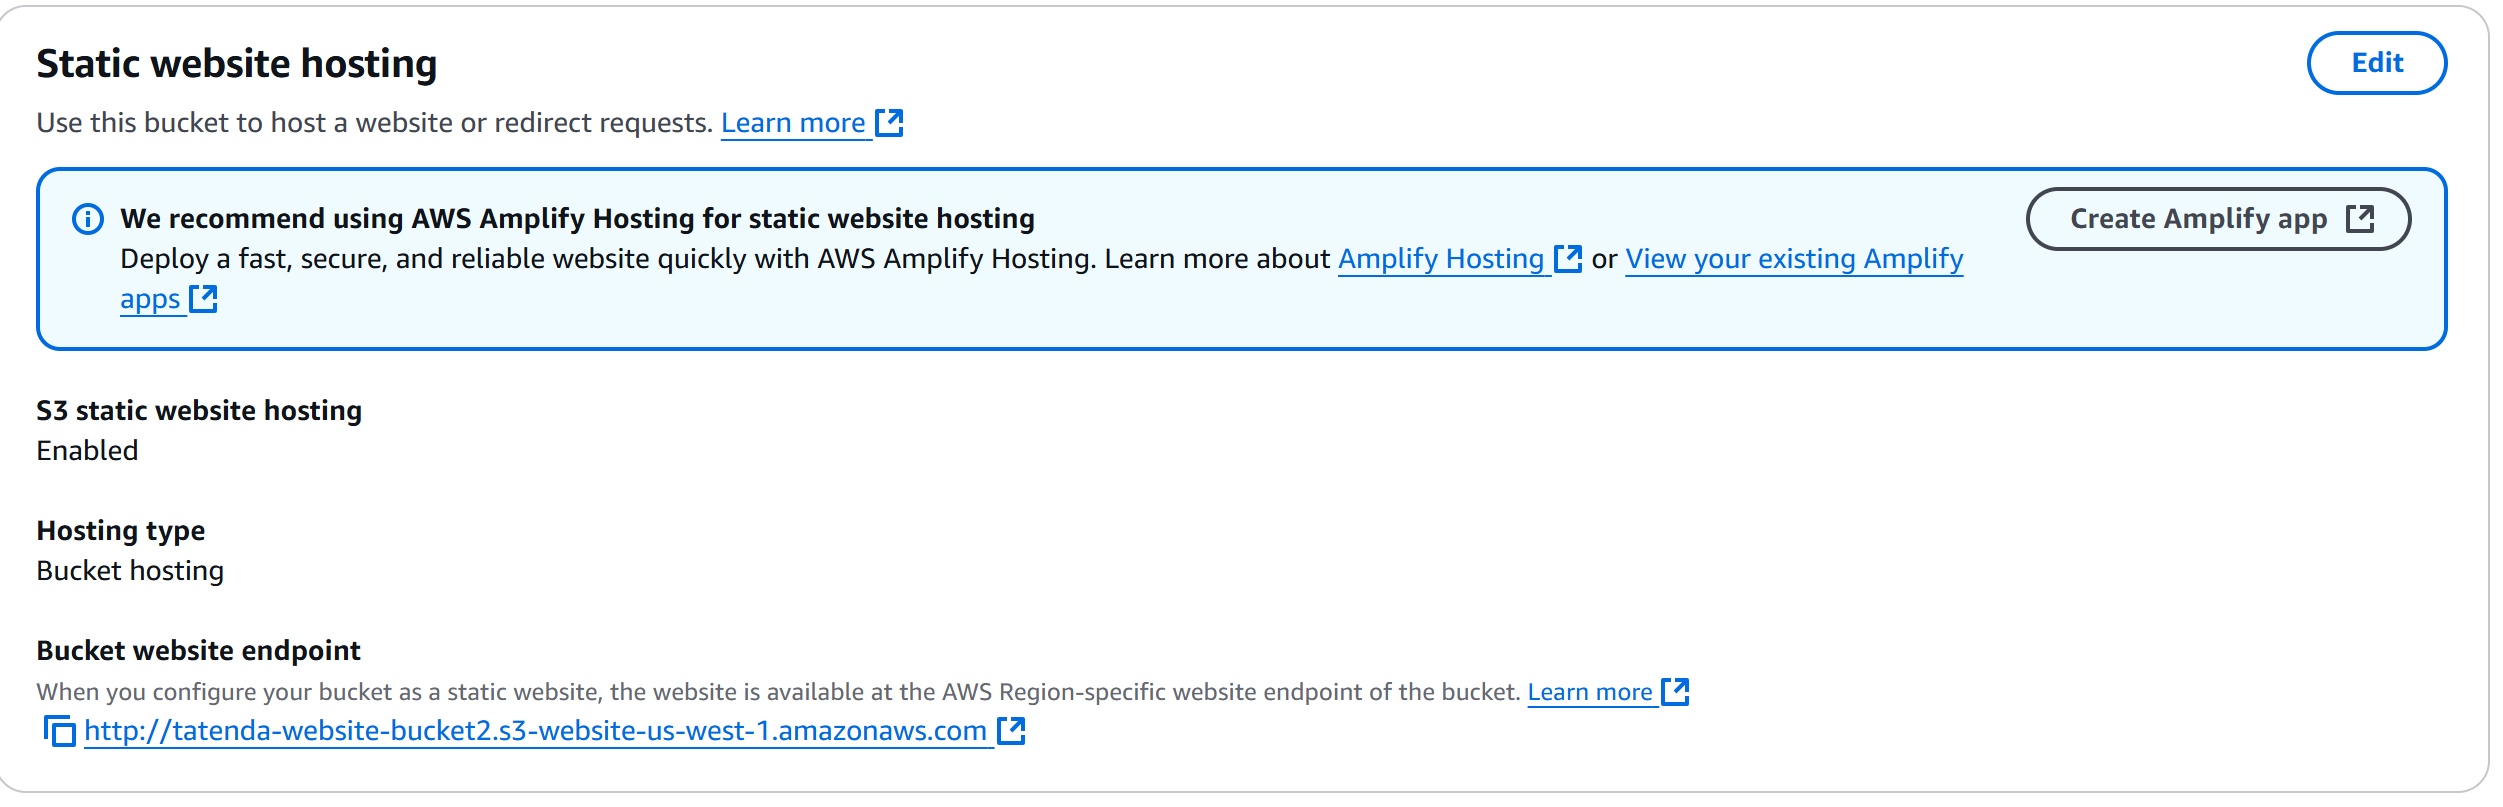 Static website hosting
Edit
Use this bucket to host a website or redirect requests. Learn more
We recommend using AWS Amplify Hosting for static website hosting
Create Amplify app
Deploy a fast, secure, and reliable website quickly with AWS Amplify Hosting. Learn more about Amplify Hosting or View your existing Amplify
apps
S3 static website hosting
Enabled
Hosting type
Bucket hosting
Bucket website endpoint
When you configure your bucket as a static website, the website is available at the AWS Region-specific website endpoint of the bucket. Learn more
http://tatenda-website-bucket2.s3-website-us-west-1.amazonaws.com